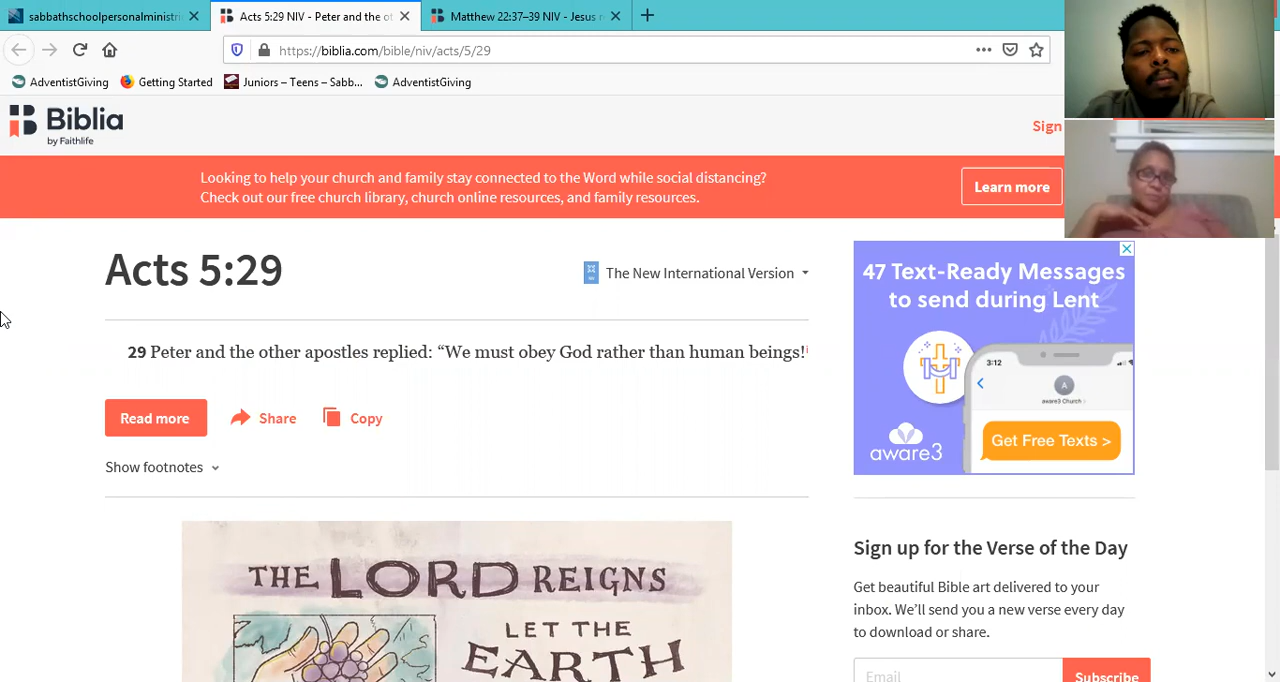 sabbathschoolpersonalministri
Acts 5:29 NIV - Peter and the ot
Matthew 22:37–39 NIV - Jesus r
https://biblia.com/bible/niv/acts/5/29
AdventistGiving
Getting Started
Juniors – Teens – Sabb...
AdventistGiving
Biblia
by Faithlife
Sign
Looking to help your church and family stay connected to the Word while social distancing?
Check out our free church library, church online resources, and family resources.
Learn more
Acts 5:29
The New International Version
29 Peter and the other apostles replied: “We must obey God rather than human beings!
Read more
Share
Copy
Show footnotes
THE LORD REIGNS
LET THE
EARTH
47 Text-Ready Messages
to send during Lent
3:12
A
aware3 Church
aware3
Get Free Texts >
Sign up for the Verse of the Day
Get beautiful Bible art delivered to your
inbox. We’ll send you a new verse every day
to download or share.
Email
Subscribe